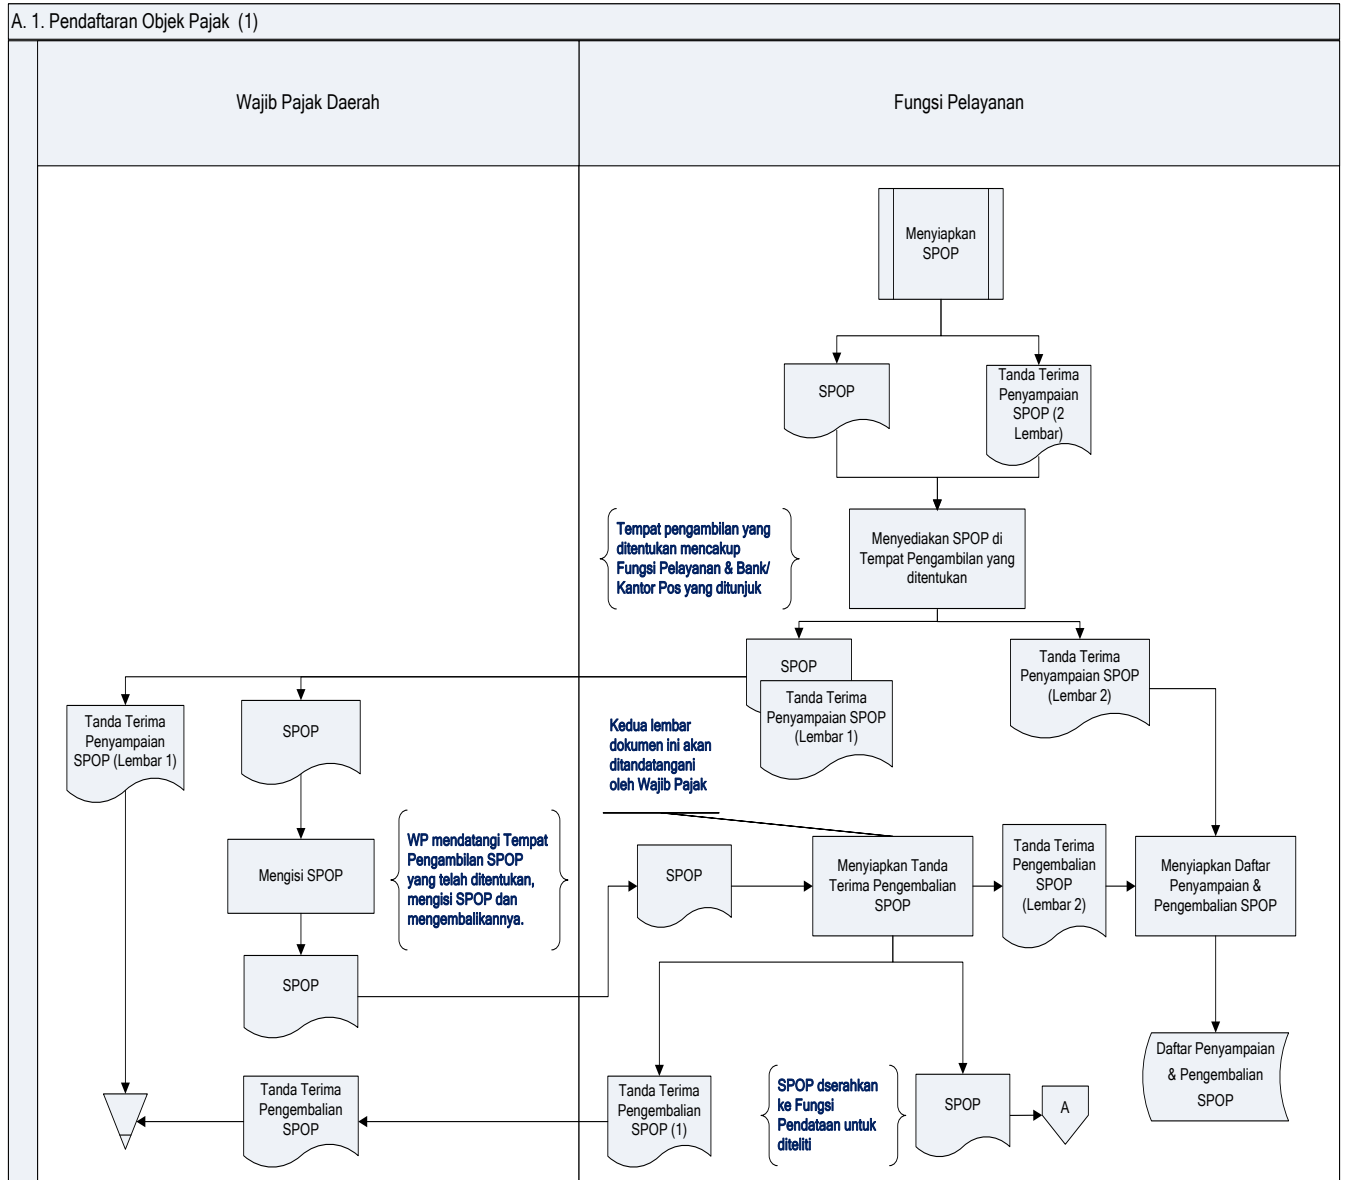 A. 1. Pendaftaran Objek Pajak (1)
Wajib Pajak Daerah
Fungsi Pelayanan
Menyiapkan
SPOP
SPOP
Tanda Terima
Penyampaian
SPOP (2
Lembar)
Tempat pengambilan yang
ditentukan mencakup
Fungsi Pelayanan & Bank/
Kantor Pos yang ditunjuk
Menyediakan SPOP di
Tempat Pengambilan yang
ditentukan
SPOP
Tanda Terima
Penyampaian SPOP
(Lembar 1)
Tanda Terima
Penyampaian SPOP
(Lembar 2)
Tanda Terima
Penyampaian
SPOP (Lembar 1)
SPOP
Kedua lembar
dokumen ini akan
ditandatangani
oleh Wajib Pajak
Mengisi SPOP
WP mendatangi Tempat
Pengambilan SPOP
yang telah ditentukan,
mengisi SPOP dan
mengembalikannya.
SPOP
Menyiapkan Tanda
Terima Pengembalian
SPOP
Tanda Terima
Pengembalian
SPOP
(Lembar 2)
Menyiapkan Daftar
Penyampaian &
Pengembalian SPOP
SPOP
Daftar Penyampaian
& Pengembalian
SPOP
Tanda Terima
Pengembalian
SPOP
Tanda Terima
Pengembalian
SPOP (1)
SPOP dserahkan
ke Fungsi
Pendataan untuk
diteliti
SPOP
A